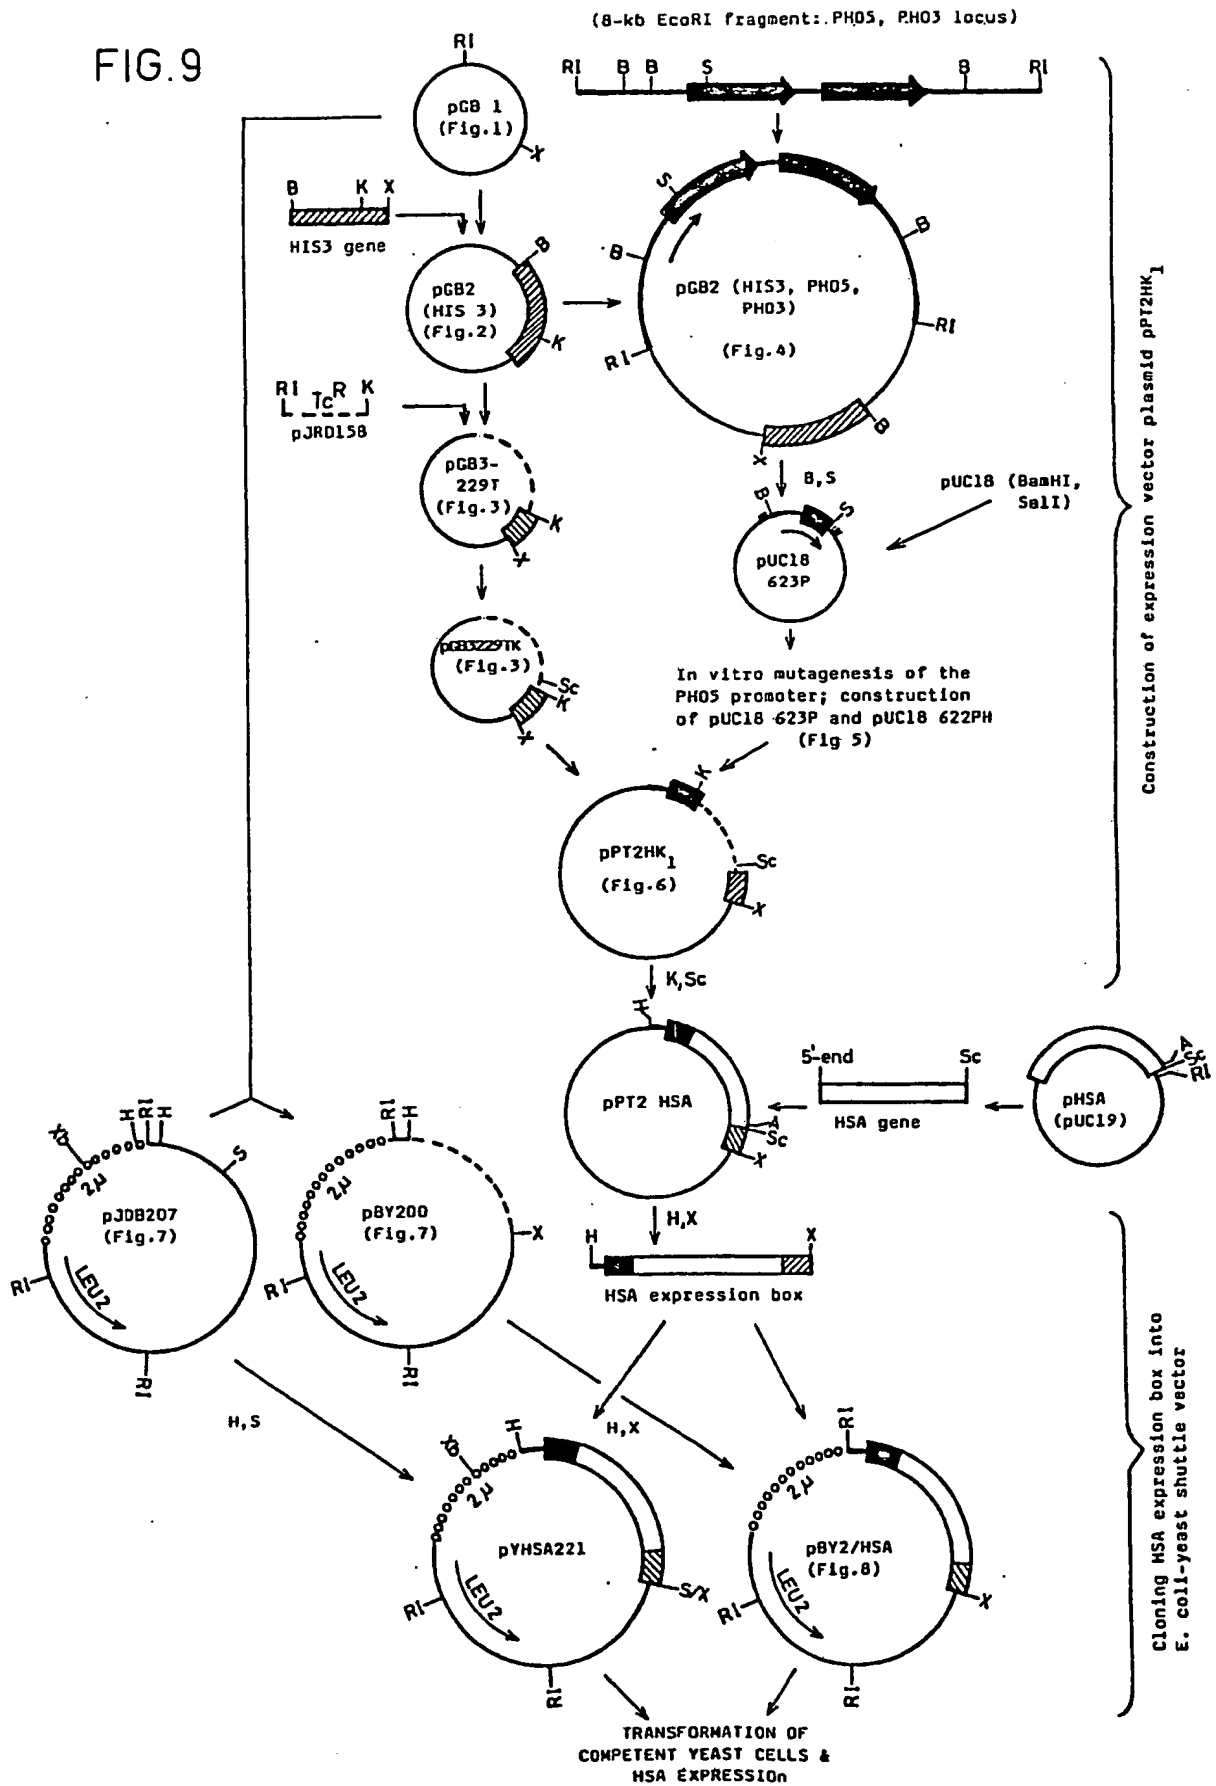 (8-kb EcoRI fragment: PHO5, PHO3 locus)
FIG.9
RI
RI B B S B RI
pGB 1
(Fig.1)
X
B K X
HIS3 gene
S
B
B
pGB2
(HIS 3)
(Fig.2)
B
K
pGB2 (HIS3, PHO5,
PHO3)
(Fig.4)
RI
RI
B
X
RI TcR K
pJRD158
pGB3-
229T
(Fig.3)
K
X
B,S
pUC18 (BamHI,
SalI)
B
S
pUC18
623P
pGB3229TK
(Fig.3)
Sc
K
X
In vitro mutagenesis of the
PHO5 promoter; construction
of pUC18 623P and pUC18 622PH
(Fig 5)
Construction of expression vector plasmid pPT2HK1
K
pPT2HK1
(Fig.6)
Sc
X
K,Sc
H
pPT2 HSA
A
Sc
X
5'-end Sc
HSA gene
A
Sc
RI
pHSA
(pUC19)
H,X
H X
HSA expression box
Xb
H
RI
H
S
2µ
pJDB207
(Fig.7)
RI
LEU2
RI
RI
H
2µ
pBY200
(Fig.7)
X
RI
LEU2
RI
H,S
H,X
Xb
H
2µ
pYHSA221
RI
LEU2
S/X
RI
RI
2µ
pBY2/HSA
(Fig.8)
RI
LEU2
X
RI
Cloning HSA expression box into
E. coli-yeast shuttle vector
TRANSFORMATION OF
COMPETENT YEAST CELLS &
HSA EXPRESSIOn